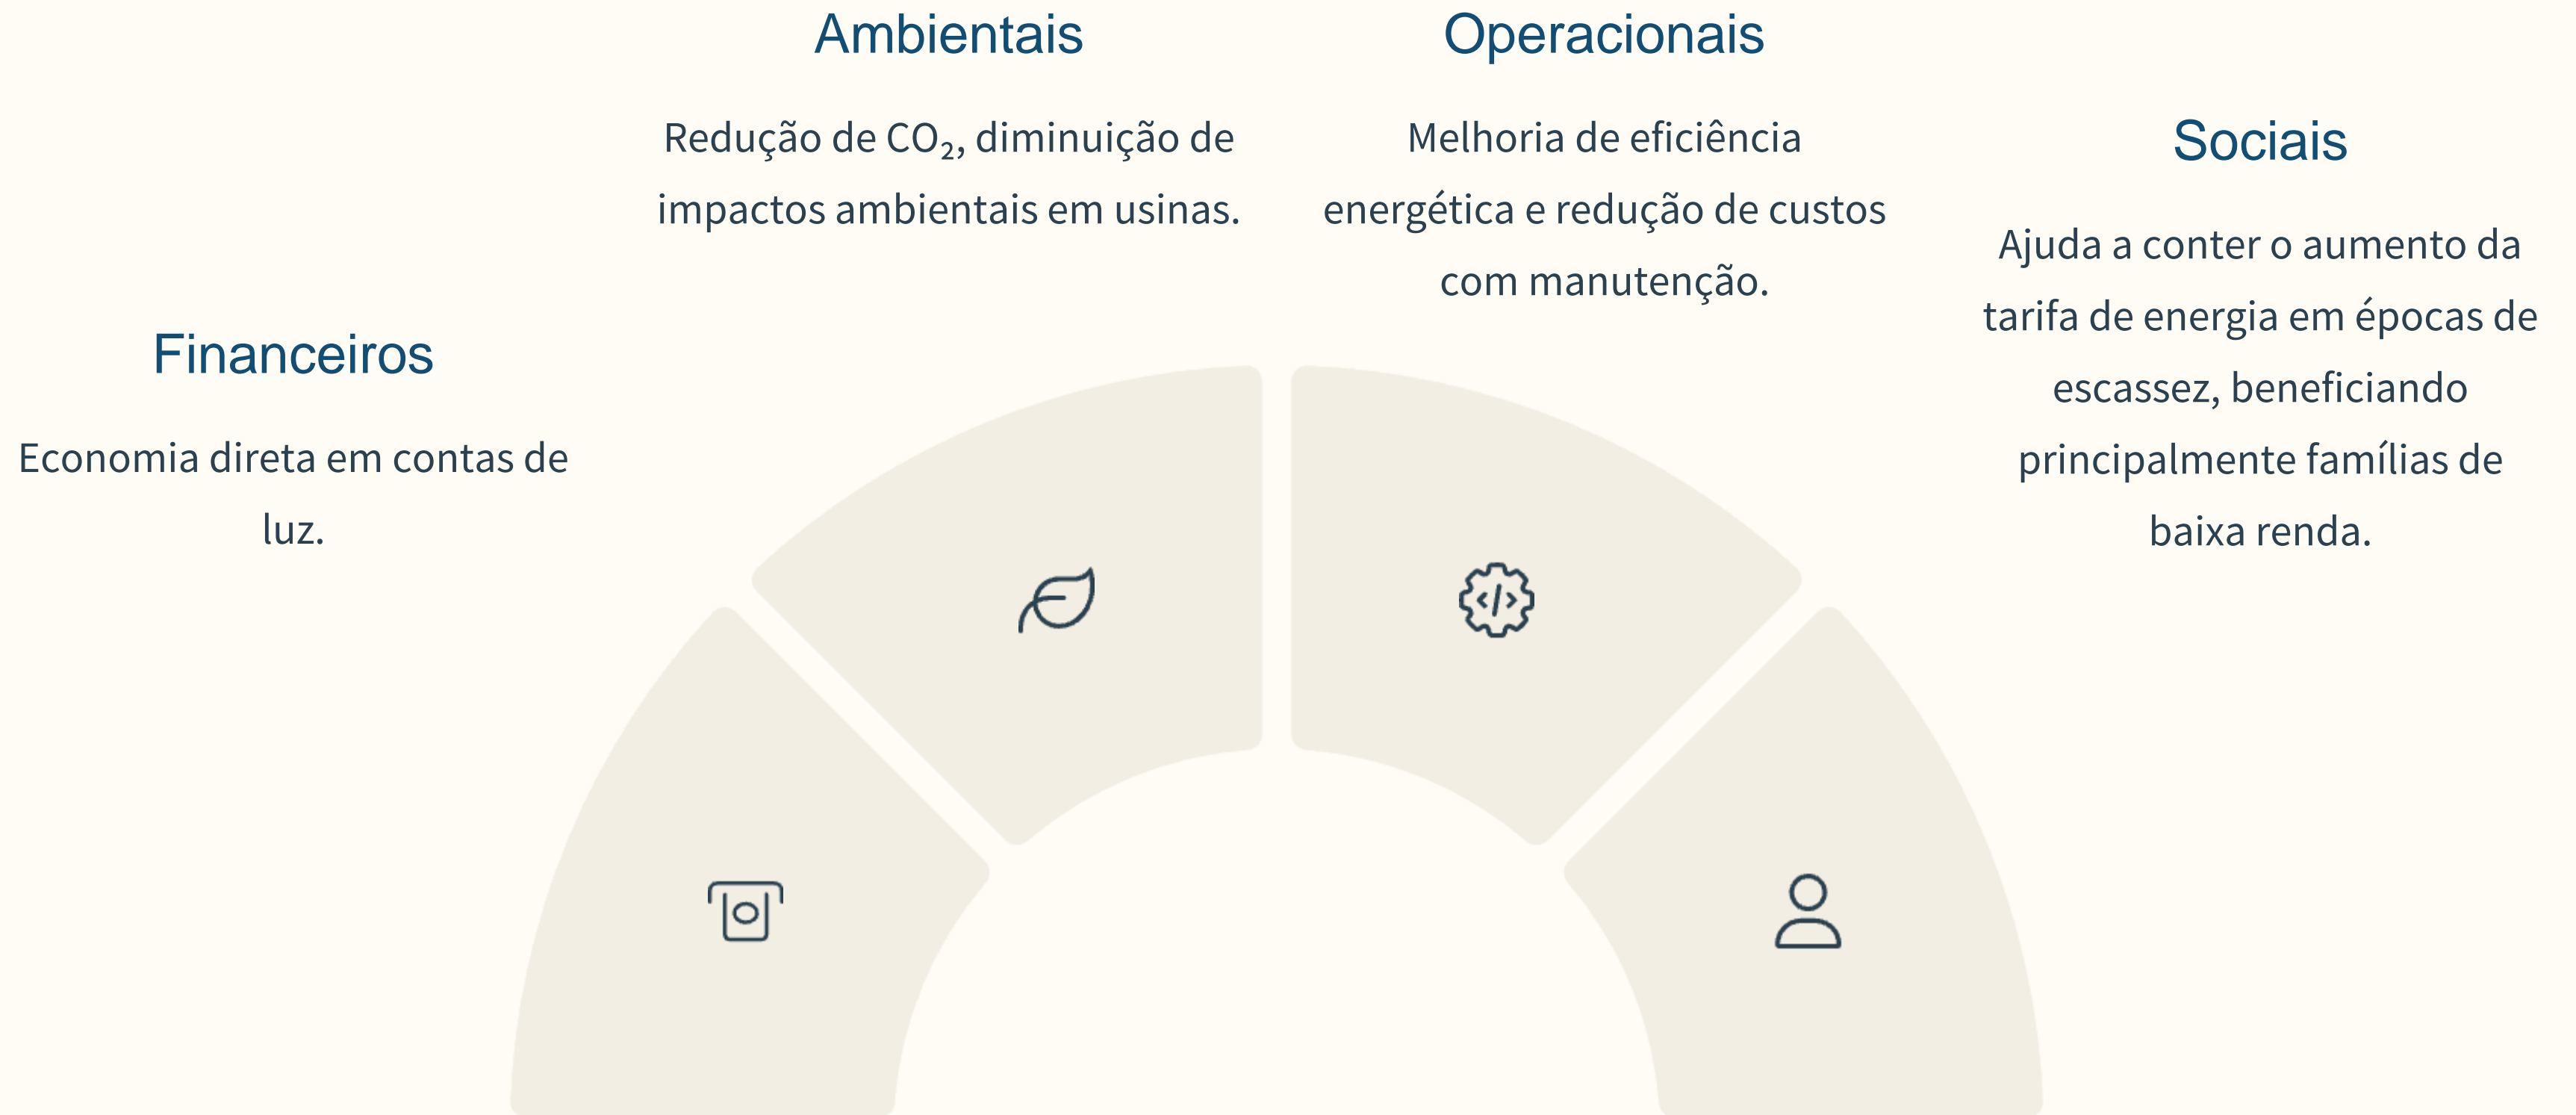 Financeiros
Economia direta em contas de
luz.
Ambientais
Redução de CO₂, diminuição de
impactos ambientais em usinas.
Operacionais
Melhoria de eficiência
energética e redução de custos
com manutenção.
Sociais
Ajuda a conter o aumento da
tarifa de energia em épocas de
escassez, beneficiando
principalmente famílias de
baixa renda.